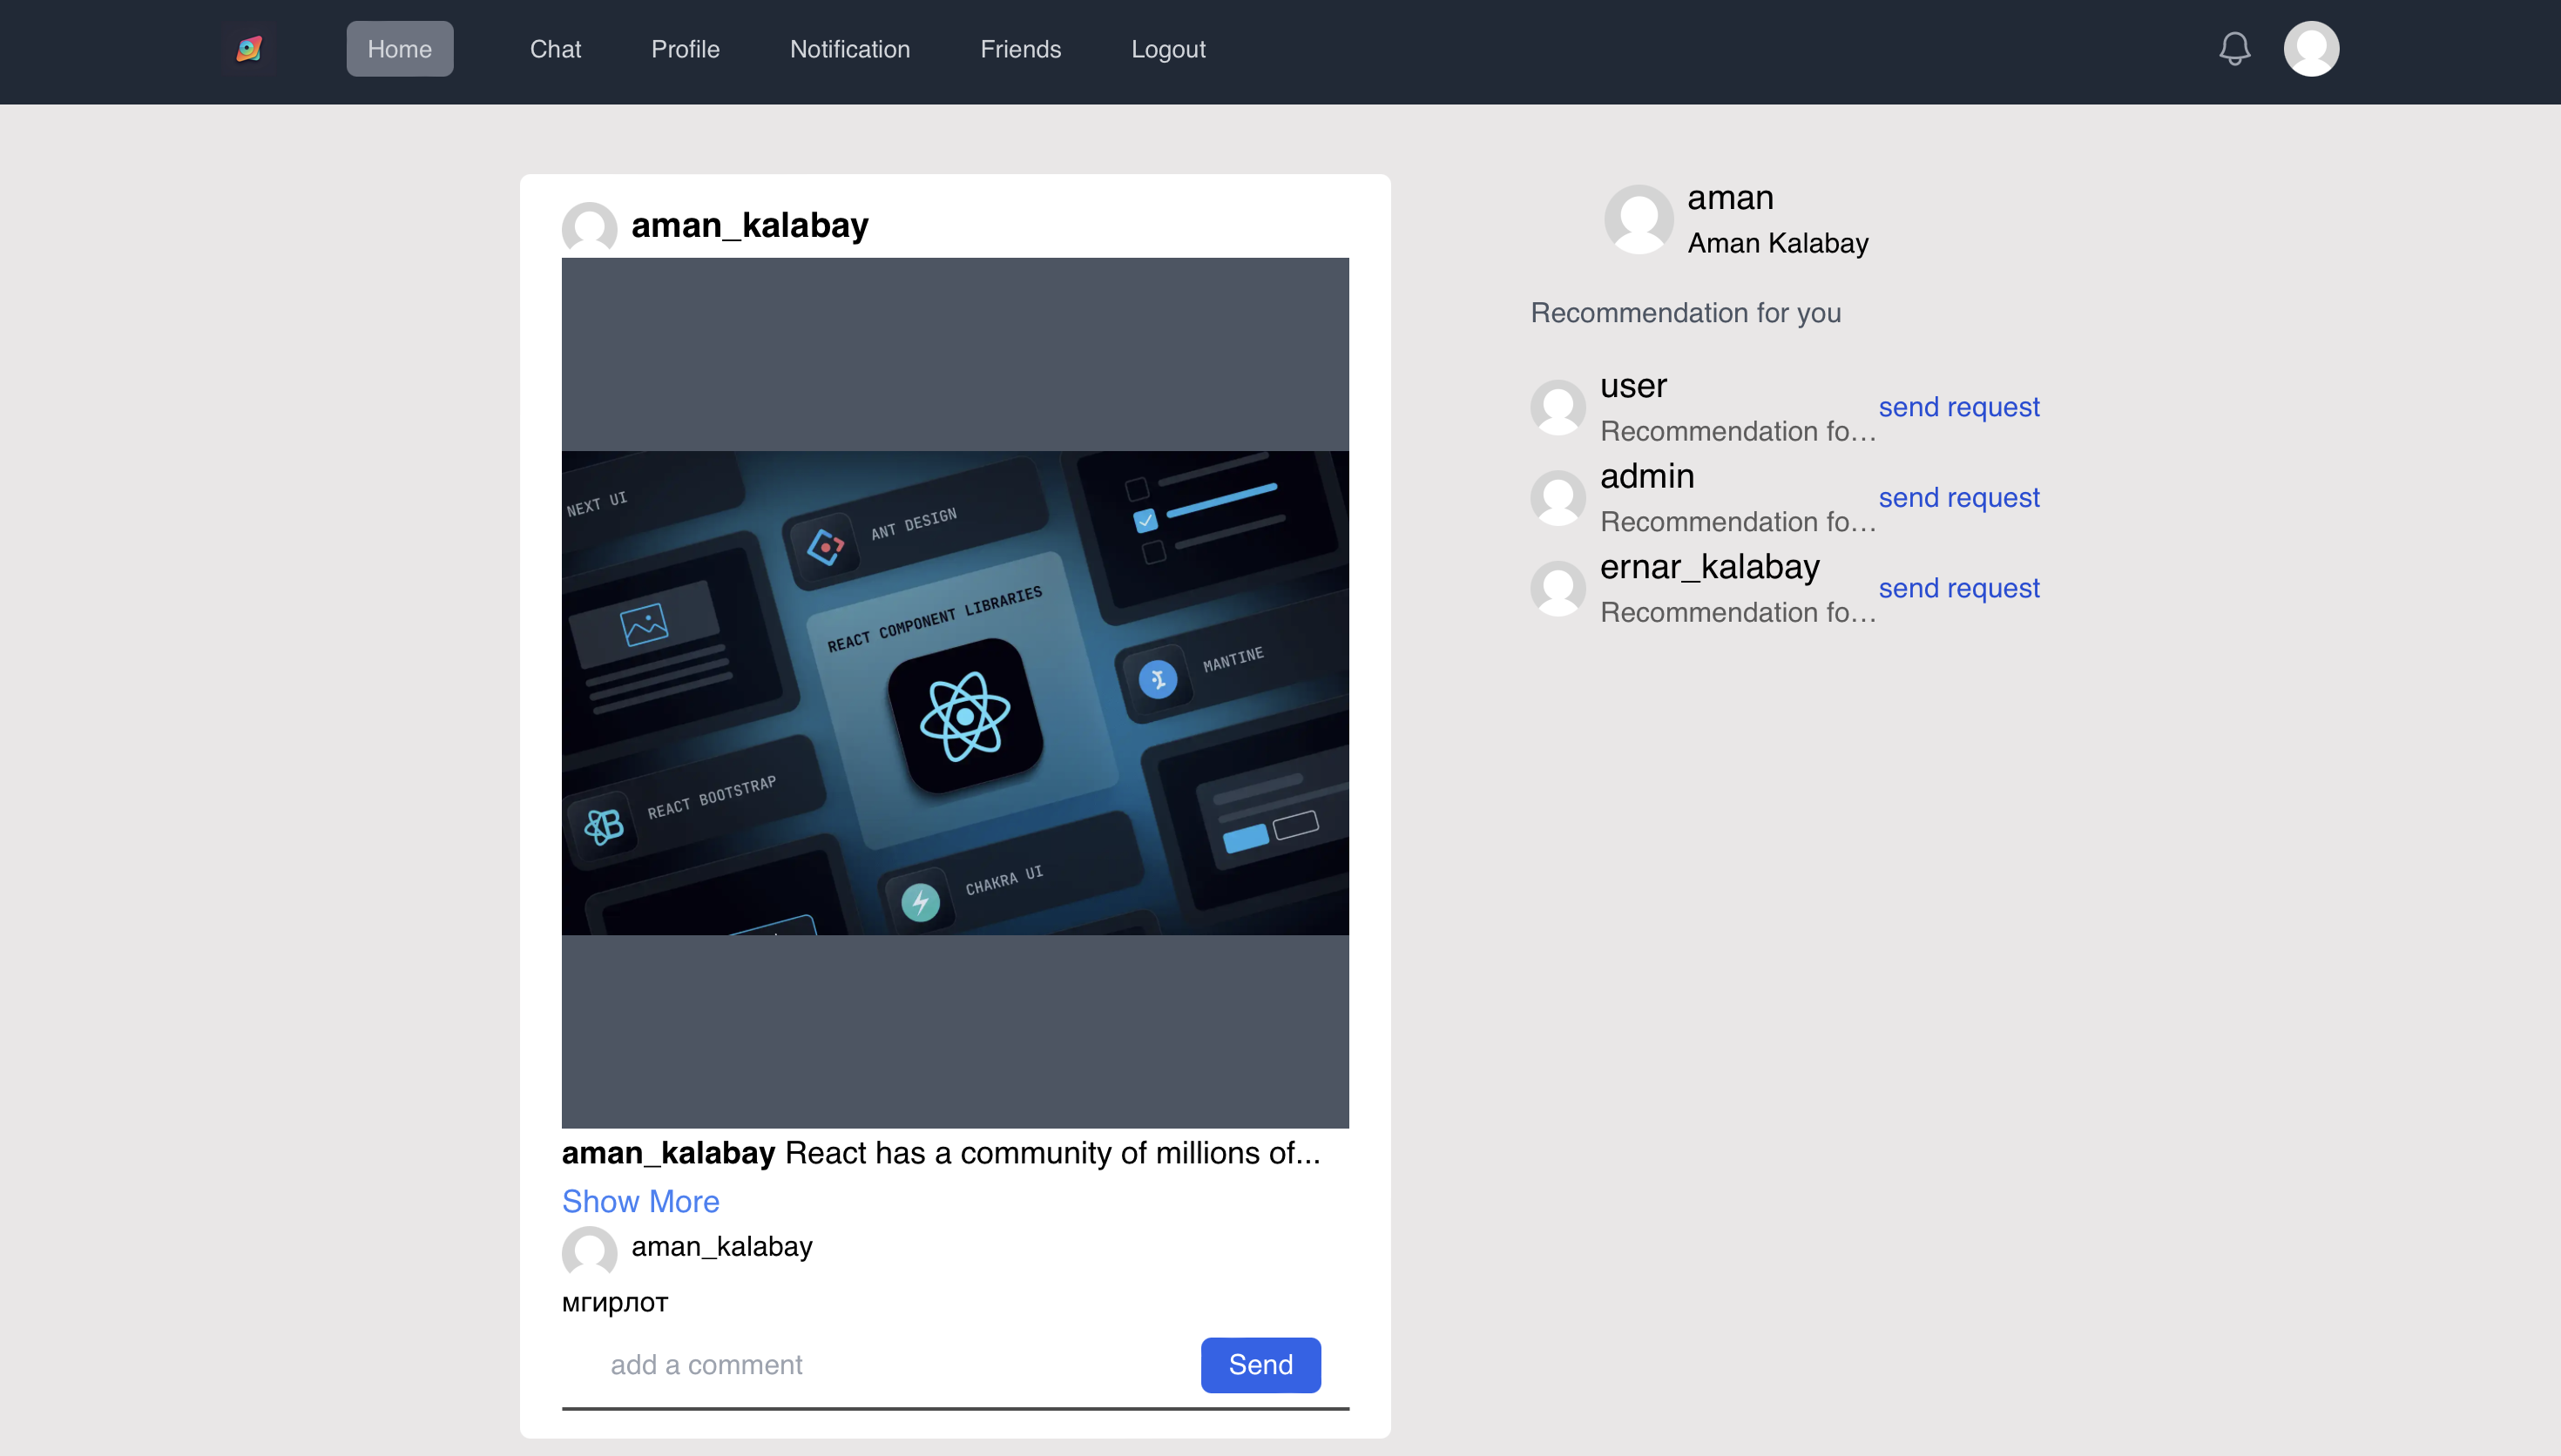 Home Chat Profile Notification Friends Logout
aman_kalabay
NEXT UI
ANT DESIGN
REACT COMPONENT LIBRARIES
MANTINE
REACT BOOTSTRAP
CHAKRA UI
aman_kalabay React has a community of millions of...
Show More
aman_kalabay
мгирлот
add a comment
Send
aman
Aman Kalabay
Recommendation for you
user
Recommendation fo...
send request
admin
Recommendation fo...
send request
ernar_kalabay
Recommendation fo...
send request